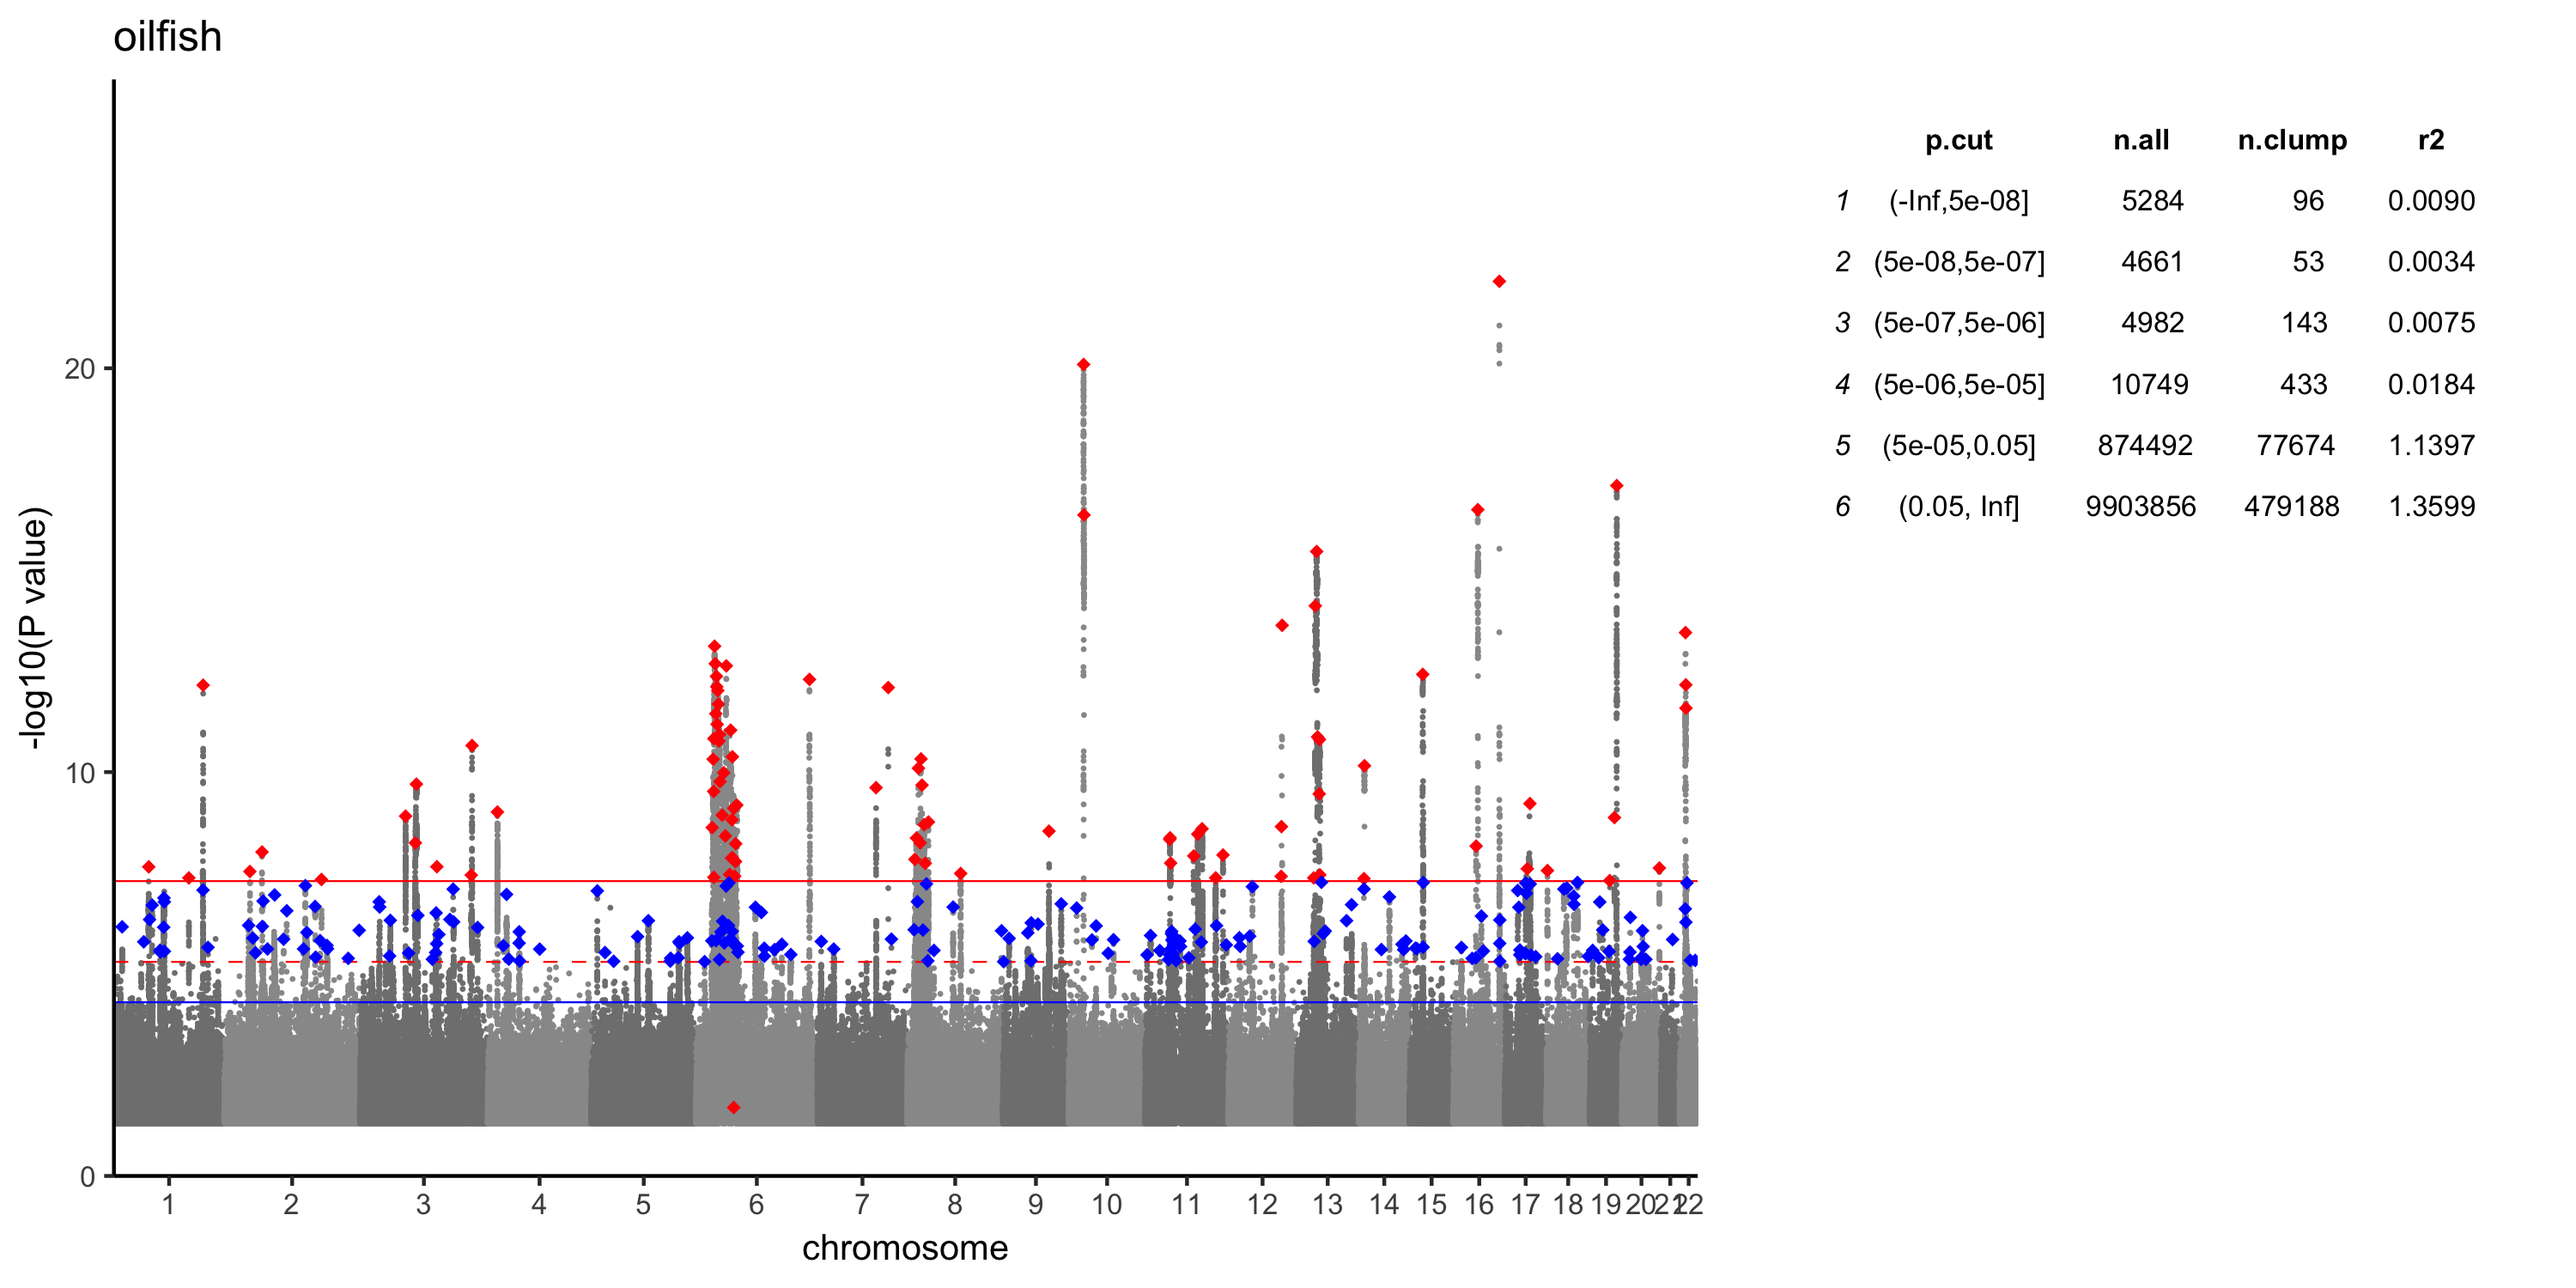 oilfish
p.cut n.all n.clump r2
1 (-Inf,5e-08] 5284 96 0.0090
2 (5e-08,5e-07] 4661 53 0.0034
3 (5e-07,5e-06] 4982 143 0.0075
4 (5e-06,5e-05] 10749 433 0.0184
5 (5e-05,0.05] 874492 77674 1.1397
6 (0.05, Inf] 9903856 479188 1.3599
-log10(P value)
20
10
0
1 2 3 4 5 6 7 8 9 10 11 12 13 14 15 16 17 18 19 20 21 22
chromosome